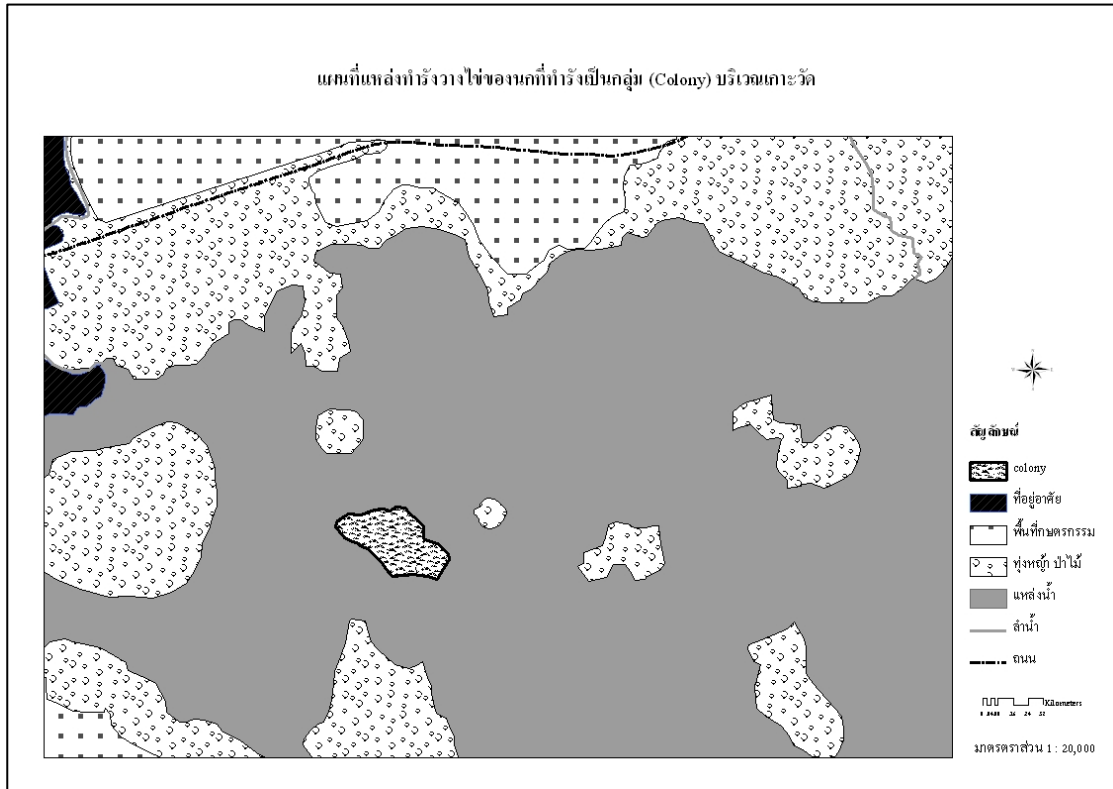 แผนที่แหล่งทำรังวางไข่ของนกที่ทำรังเป็นกลุ่ม (Colony) บริเวณเกาะวัด
สัญลักษณ์
colony
ที่อยู่อาศัย
พื้นที่กษตรกรรม
ทุ่งหญ้า ป่าไม้
แหล่งน้ำ
ลำน้ำ
ถนน
Kilometers
มาตรตราส่วน 1 : 20,000